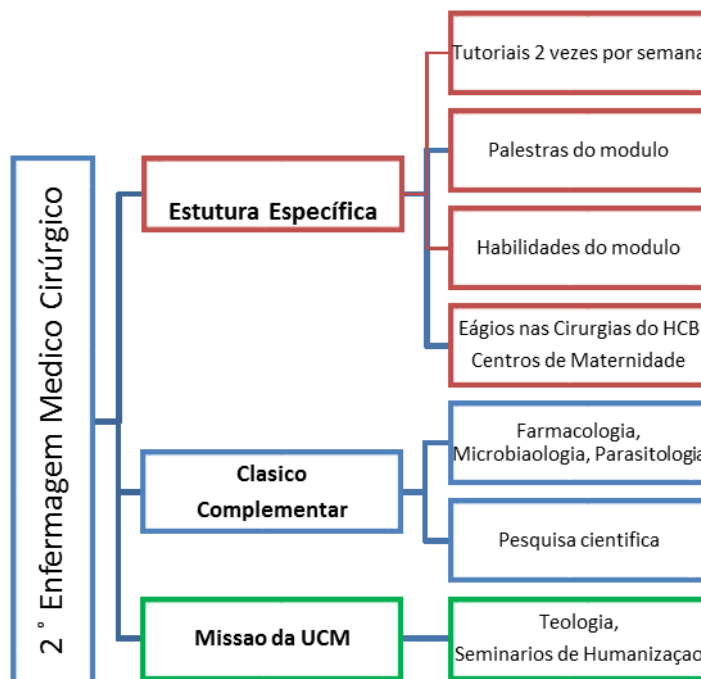 2 ° Enfermagem Medico Cirúrgico
Estutura Específica
Tutoriais 2 vezes por semana
Palestras do modulo
Habilidades do modulo
Eágios nas Cirurgias do HCB
Centros de Maternidade
Clasico
Complementar
Farmacologia,
Microbiaologia, Parasitologia
Pesquisa cientifica
Missao da UCM
Teologia,
Seminarios de Humanizaçao